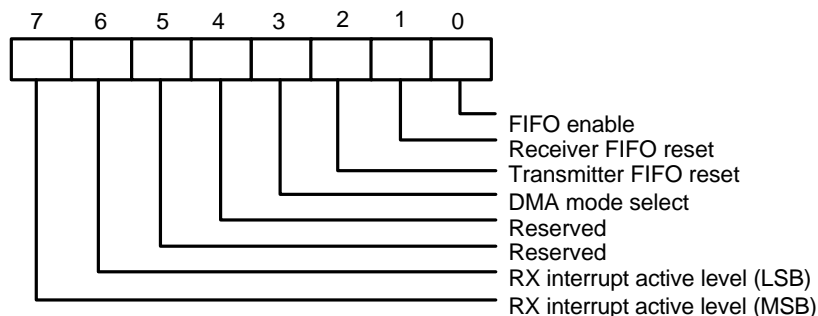 7 6 5 4 3 2 1 0
FIFO enable
Receiver FIFO reset
Transmitter FIFO reset
DMA mode select
Reserved
Reserved
RX interrupt active level (LSB)
RX interrupt active level (MSB)